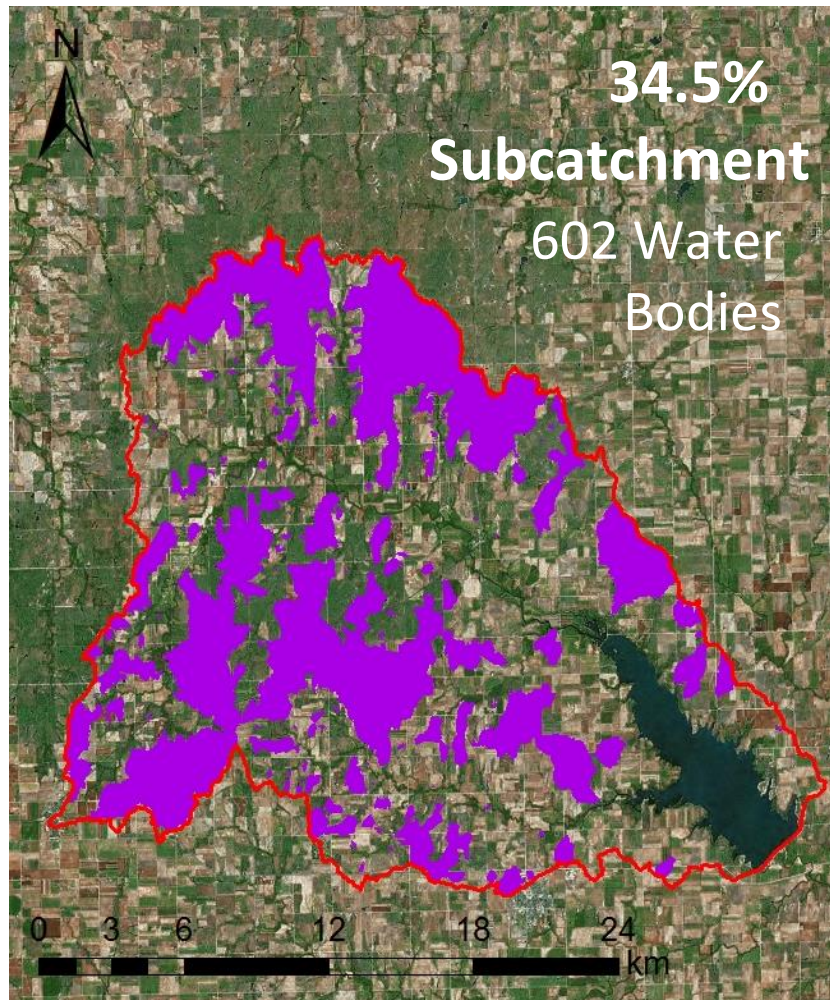 N
34.5%
Subcatchment
602 Water
Bodies
0 3 6 12 18 24
km